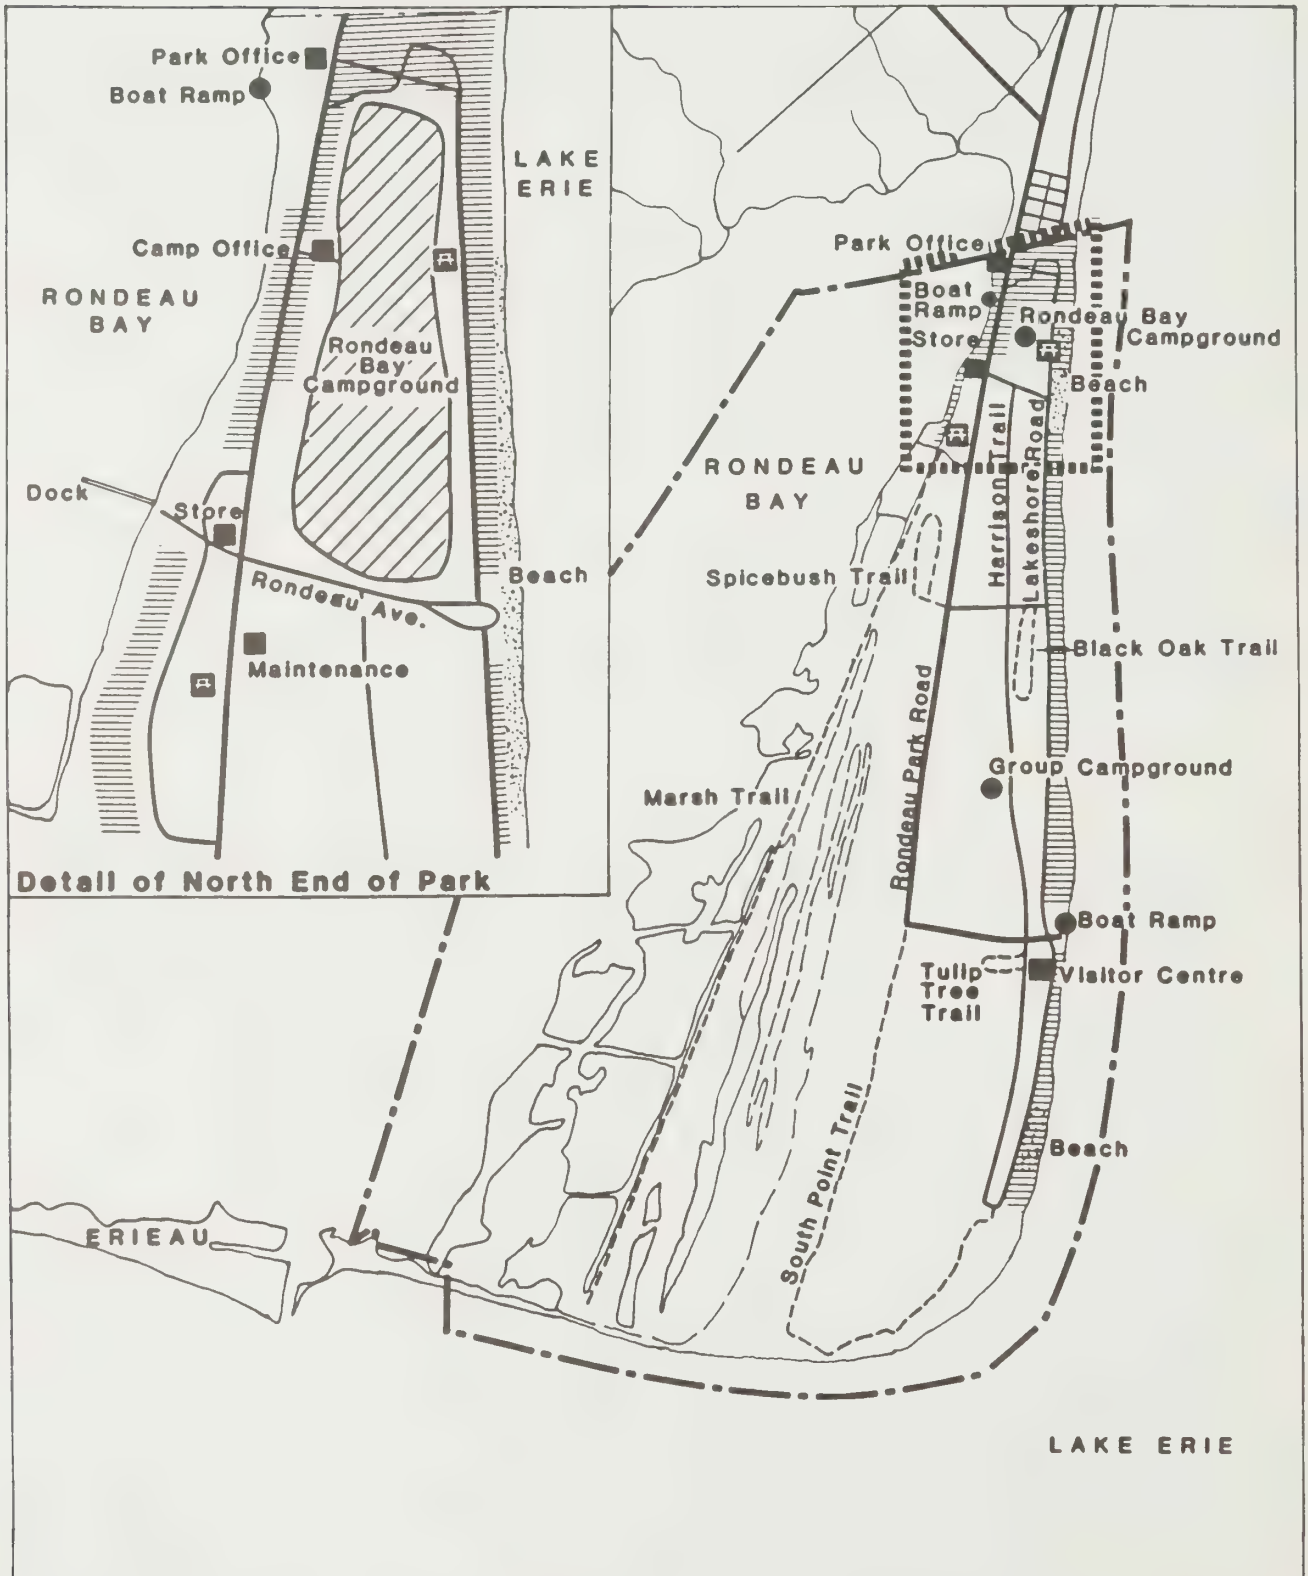 Park Office
Boat Ramp
LAKE
ERIE
Camp Office
RONDEAU
BAY
Rondeau
Bay
Campground
Dock
Store
Rondeau Ave.
Beach
Maintenance
Detail of North End of Park
Park Office
Boat
Ramp
Rondeau Bay
Campground
Store
Beach
Harrison Trail
Lakeshore Road
RONDEAU
BAY
Spicebush Trail
Black Oak Trail
Rondeau Park Road
Group Campground
Marsh Trail
Boat Ramp
Tulip
Tree
Trail
Visitor Centre
South Point Trail
Beach
ERIEAU
LAKE ERIE